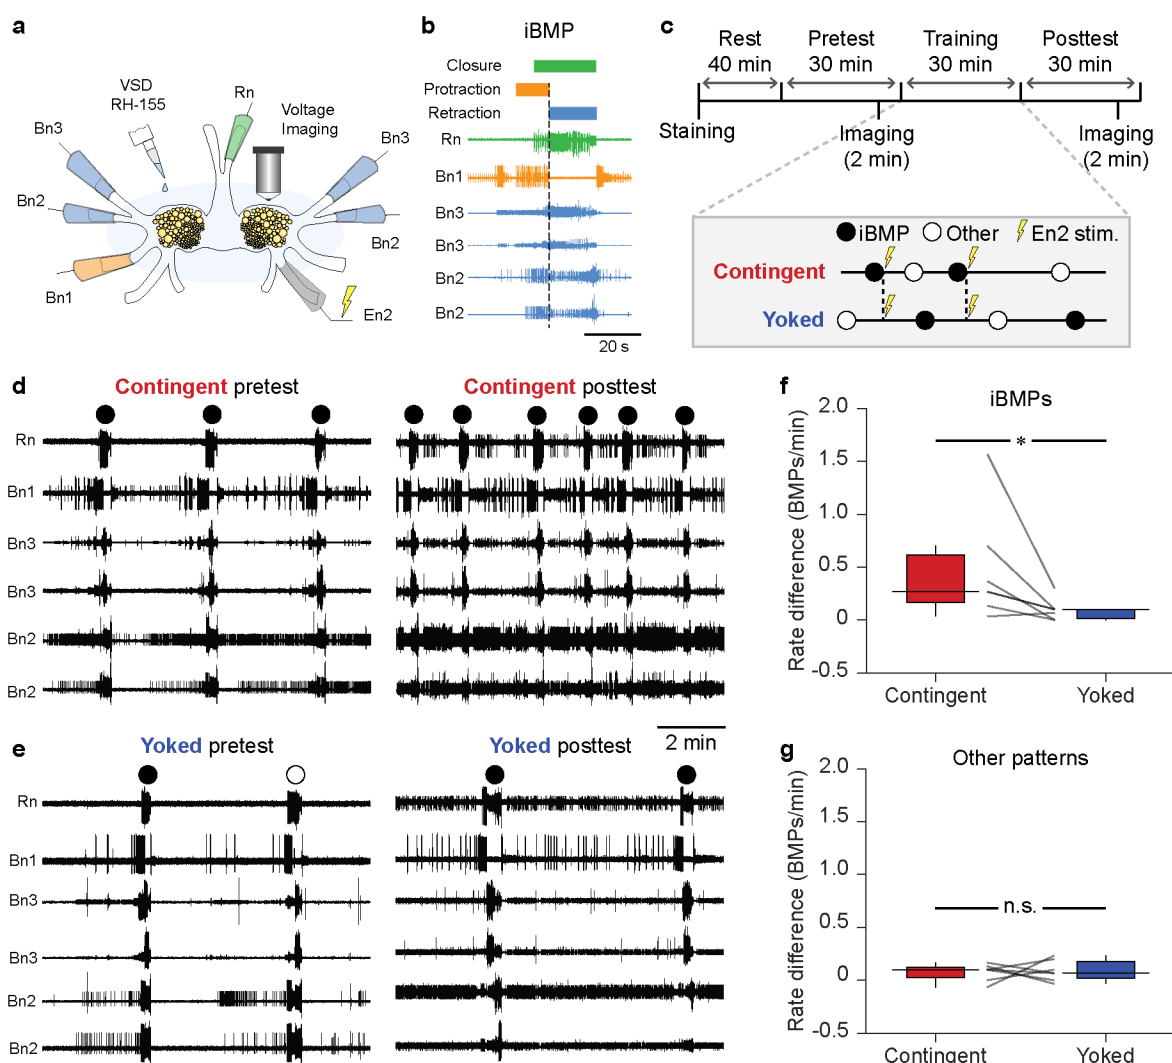 a
VSD
RH-155
Rn
Voltage
Imaging
Bn3
Bn3
Bn2
Bn2
Bn1
En2
b
iBMP
Closure
Protraction
Retraction
Rn
Bn1
Bn3
Bn3
Bn2
Bn2
20 s
c
Rest
40 min
Pretest
30 min
Training
30 min
Posttest
30 min
Staining
Imaging
(2 min)
Imaging
(2 min)
iBMP
Other
En2 stim.
Contingent
Yoked
d
Contingent pretest
Contingent posttest
Rn
Bn1
Bn3
Bn3
Bn2
Bn2
2 min
e
Yoked pretest
Yoked posttest
Rn
Bn1
Bn3
Bn3
Bn2
Bn2
f
iBMPs
Rate difference (BMPs/min)
2.0
1.5
1.0
0.5
0
-0.5
*
Contingent
Yoked
g
Other patterns
Rate difference (BMPs/min)
2.0
1.5
1.0
0.5
0
-0.5
n.s.
Contingent
Yoked